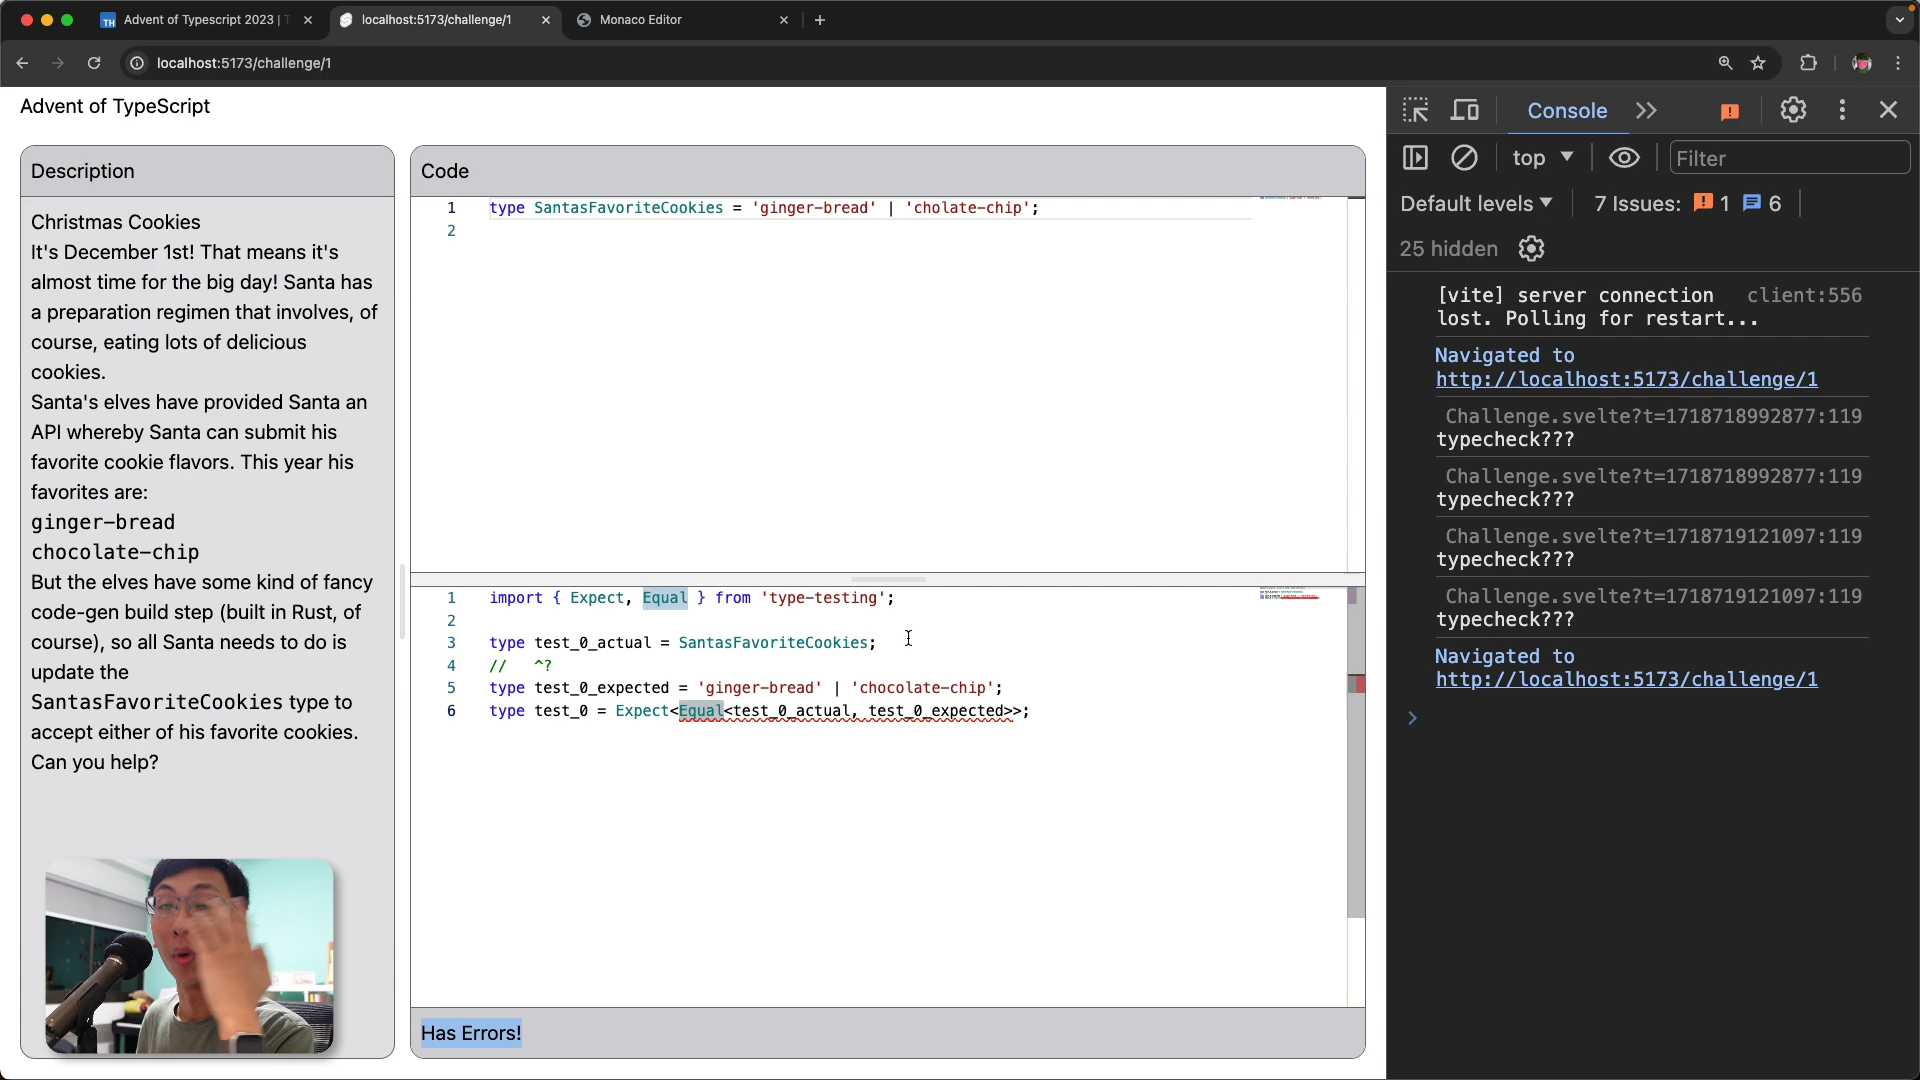 Advent of Typescript 2023 | T
localhost:5173/challenge/1
Monaco Editor
localhost:5173/challenge/1
Advent of TypeScript
Description
Christmas Cookies
It's December 1st! That means it's
almost time for the big day! Santa has
a preparation regimen that involves, of
course, eating lots of delicious
cookies.
Santa's elves have provided Santa an
API whereby Santa can submit his
favorite cookie flavors. This year his
favorites are:
ginger-bread
chocolate-chip
But the elves have some kind of fancy
code-gen build step (built in Rust, of
course), so all Santa needs to do is
update the
SantasFavoriteCookies type to
accept either of his favorite cookies.
Can you help?
Code
1 type SantasFavoriteCookies = 'ginger-bread' | 'cholate-chip';
2
1 import { Expect, Equal } from 'type-testing';
2
3 type test_0_actual = SantasFavoriteCookies;
4 //   ^?
5 type test_0_expected = 'ginger-bread' | 'chocolate-chip';
6 type test_0 = Expect<Equal<test_0_actual, test_0_expected>>;
Has Errors!
Console
top
Filter
Default levels
7 Issues: 1 6
25 hidden
[vite] server connection client:556
lost. Polling for restart...
Navigated to
http://localhost:5173/challenge/1
Challenge.svelte?t=1718718992877:119
typecheck???
Challenge.svelte?t=1718718992877:119
typecheck???
Challenge.svelte?t=1718719121097:119
typecheck???
Challenge.svelte?t=1718719121097:119
typecheck???
Navigated to
http://localhost:5173/challenge/1